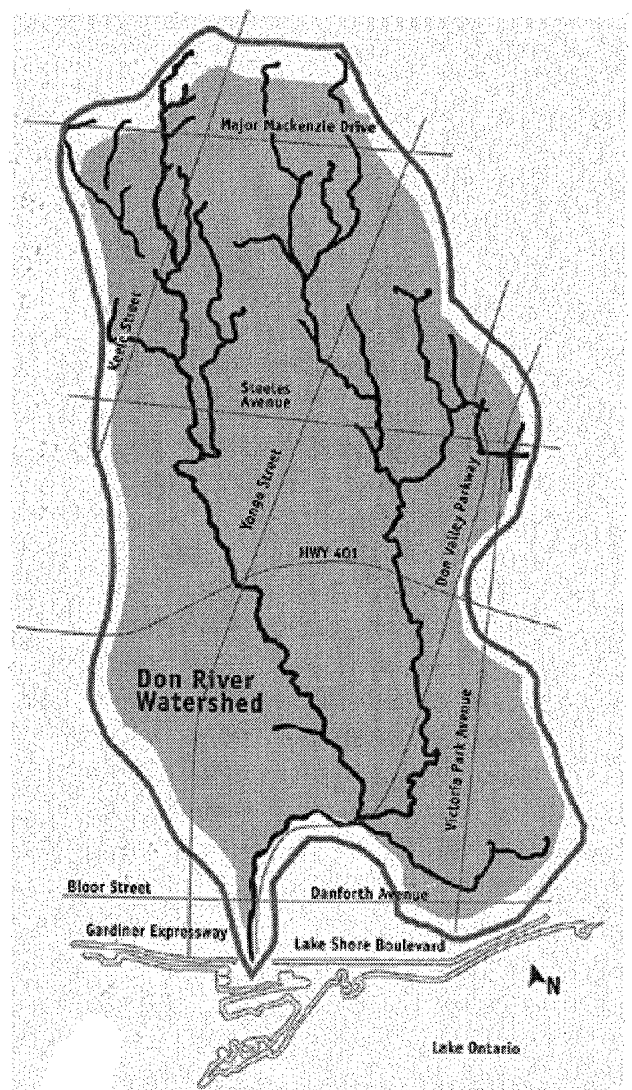 Major Mackenzie Drive
Keele Street
Steeles
Avenue
Yonge Street
HWY 401
Don Valley Parkway
Don River
Watershed
Victoria Park Avenue
Bloor Street
Danforth Avenue
Gardiner Expressway
Lake Shore Boulevard
N
Lake Ontario